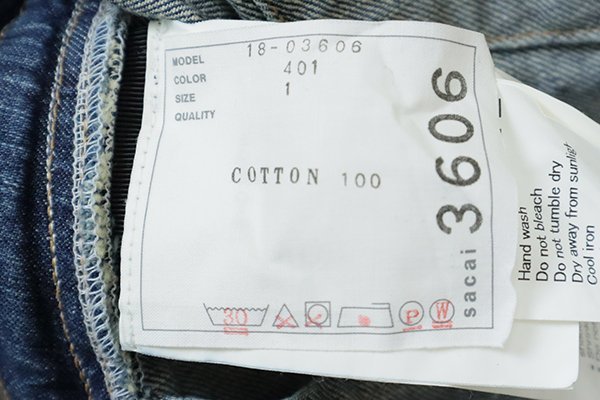 MODEL 18-03606
COLOR 401
SIZE 1
QUALITY
COTTON 100
sacai 3606
30
P
W
Hand wash
Do not bleach
Do not tumble dry
Dry away from sunlight
Cool iron